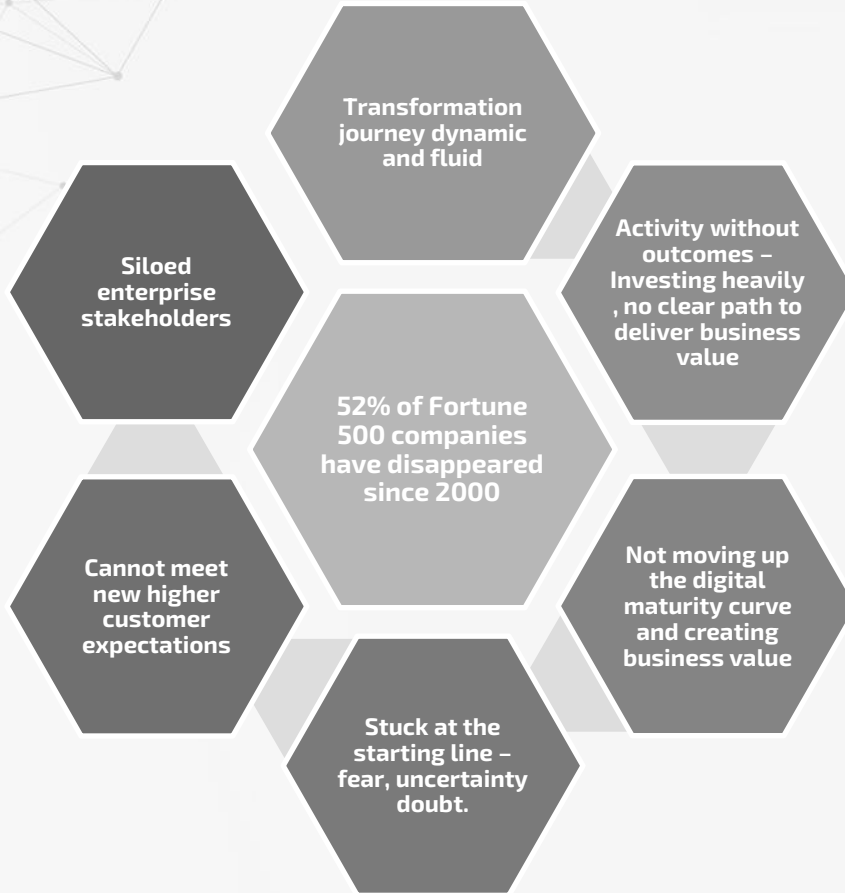 Transformation
journey dynamic
and fluid
Activity without
outcomes –
Investing heavily
, no clear path to
deliver business
value
Siloed
enterprise
stakeholders
52% of Fortune
500 companies
have disappeared
since 2000
Cannot meet
new higher
customer
expectations
Not moving up
the digital
maturity curve
and creating
business value
Stuck at the
starting line –
fear, uncertainty
doubt.